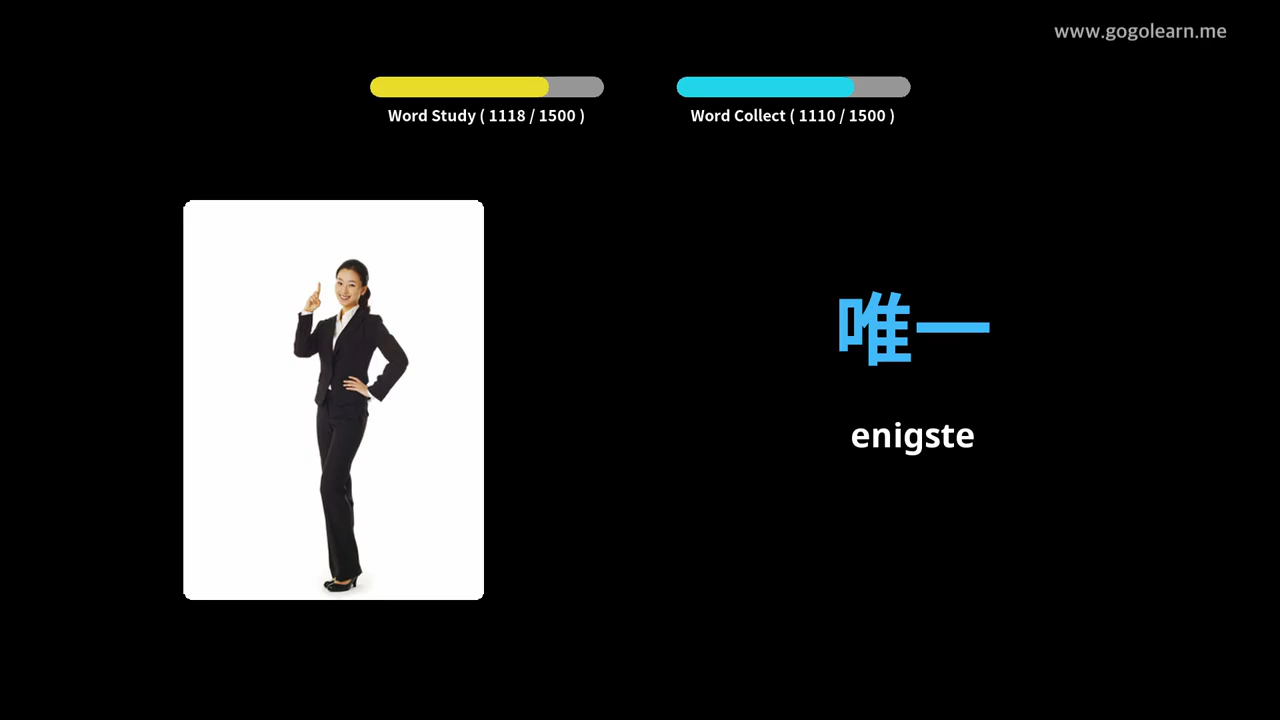 www.gogolearn.me
Word Study ( 1118 / 1500 )
Word Collect ( 1110 / 1500 )
唯一
enigste